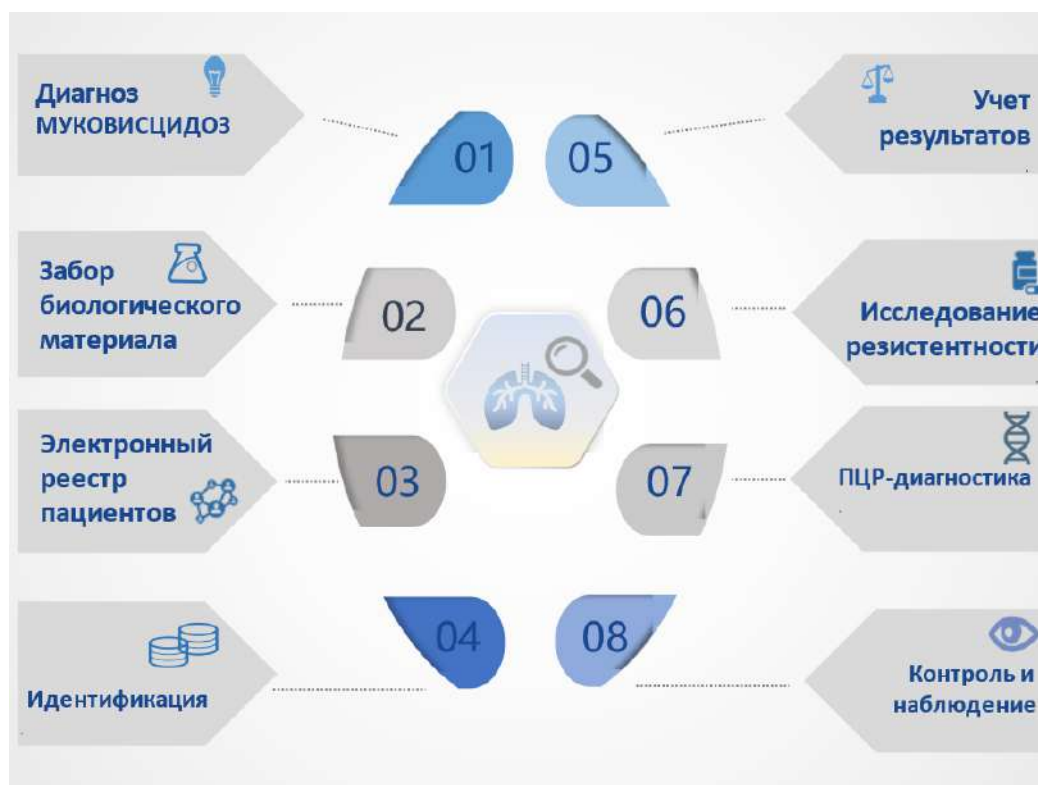 Диагноз
МУКОВИСЦИДОЗ
01
Забор
биологического
материала
02
Электронный
реестр
пациентов
03
Идентификация
04
05
Учет
результатов
06
Исследование
резистентности
07
ПЦР-диагностика
08
Контроль и
наблюдение